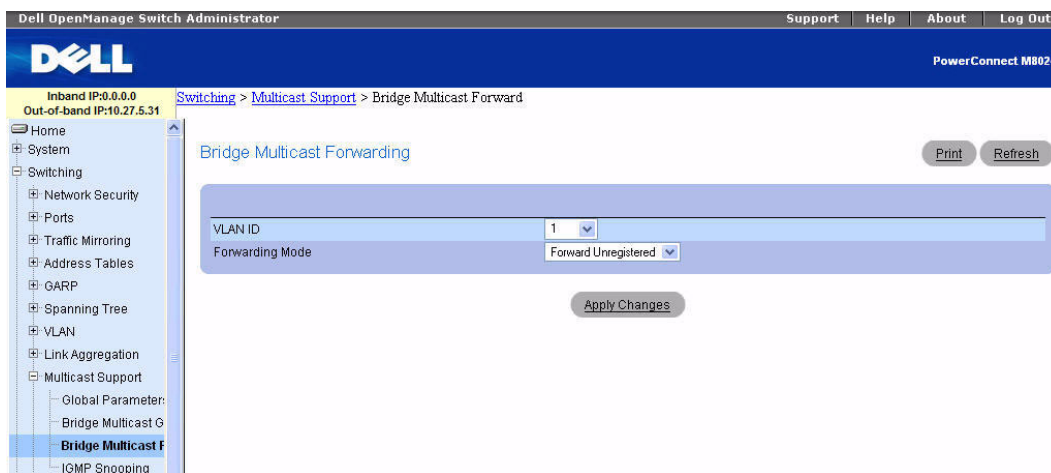 Dell OpenManage Switch Administrator Support Help About Log Out
DELL
PowerConnect M802
Inband IP:0.0.0.0
Out-of-band IP:10.27.5.31
Switching > Multicast Support > Bridge Multicast Forward
Home
System
Switching
Network Security
Ports
Traffic Mirroring
Address Tables
GARP
Spanning Tree
VLAN
Link Aggregation
Multicast Support
Global Parameter
Bridge Multicast G
Bridge Multicast F
IGMP Snooping
Bridge Multicast Forwarding
Print Refresh
VLAN ID 1
Forwarding Mode Forward Unregistered
Apply Changes